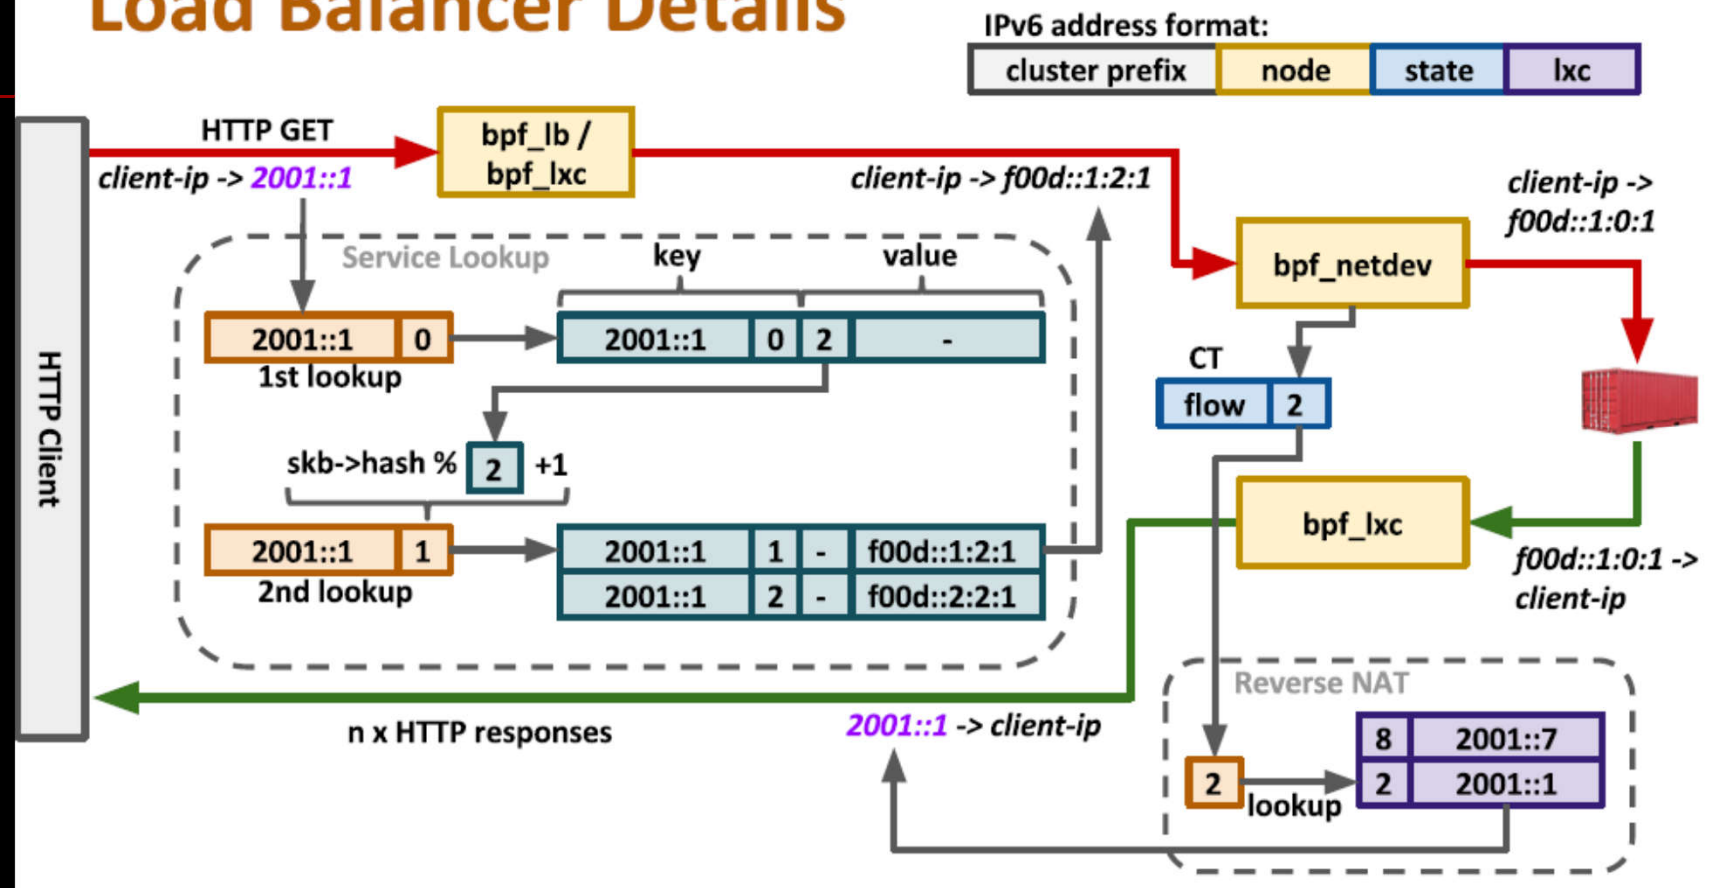 Load Balancer Details
IPv6 address format:
cluster prefix node state lxc
HTTP Client
HTTP GET
client-ip -> 2001::1
bpf_lb /
bpf_lxc
client-ip -> f00d::1:2:1
client-ip ->
f00d::1:0:1
bpf_netdev
Service Lookup
key value
2001::1 0
1st lookup
2001::1 0 2 -
skb->hash % 2 +1
2001::1 1
2nd lookup
2001::1 1 - f00d::1:2:1
2001::1 2 - f00d::2:2:1
CT
flow 2
bpf_lxc
f00d::1:0:1 ->
client-ip
n x HTTP responses
2001::1 -> client-ip
Reverse NAT
2
lookup
8 2001::7
2 2001::1